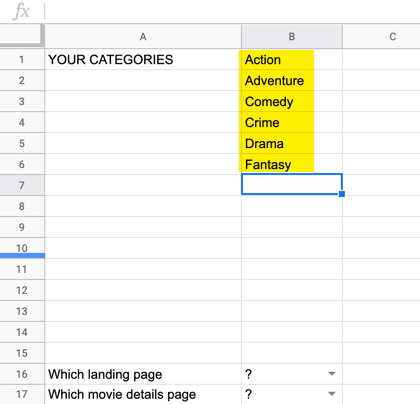 fx
A B C
1 YOUR CATEGORIES Action
2 Adventure
3 Comedy
4 Crime
5 Drama
6 Fantasy
7
8
9
10
11
12
13
14
15
16 Which landing page ?
17 Which movie details page ?